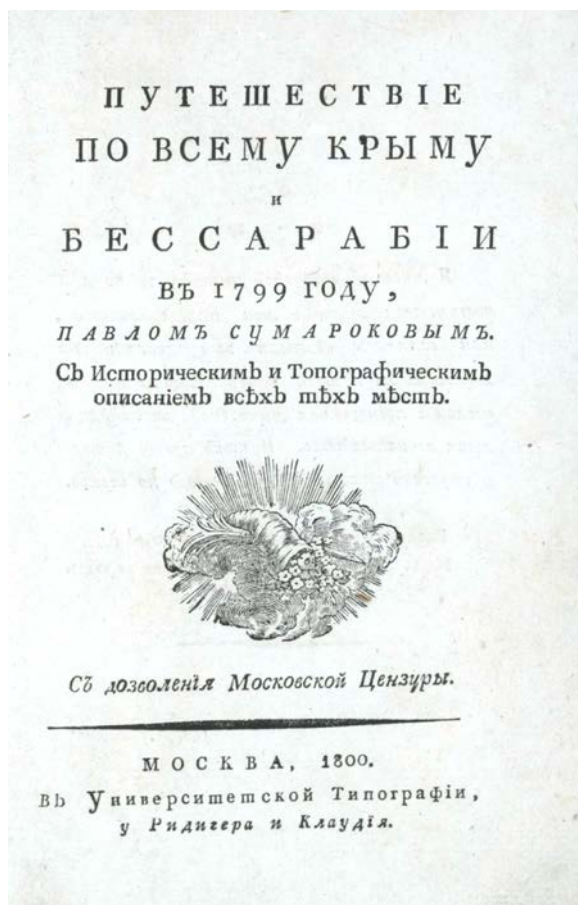 ПУТЕШЕСТВІЕ
ПО ВСЕМУ КРЫМУ
И
БЕССАРАБІИ
ВЪ 1799 ГОДУ,
ПАВЛОМЪ СУМАРОКОВЫМЪ.
Съ Историческимъ и Топографическимъ
описаніемъ всѣхъ тѣхъ мѣстъ.
Съ дозволенія Московской Цензуры.
МОСКВА, 1800.
Въ Университетской Типографіи,
у Ридигера и Клаудія.